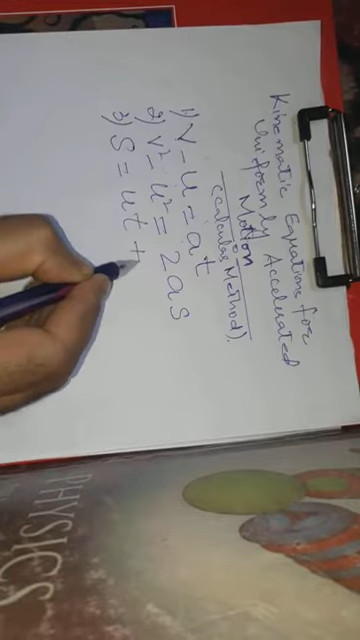 Kinematic Equations for
Uniformly Accelerated
Motion
(Calculus Method).
1) V - u = at
2) V² - u² = 2as
3) S = ut +
PHYSICS